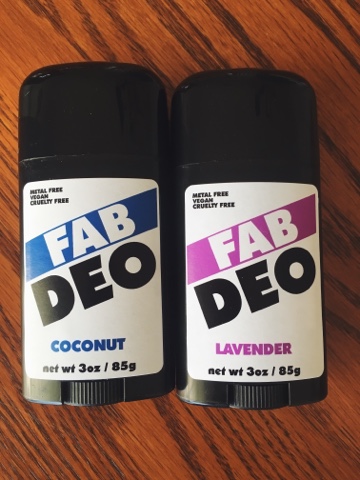 METAL FREE
VEGAN
CRUELTY FREE
FAB
DEO
COCONUT
net wt 3oz / 85g
METAL FREE
VEGAN
CRUELTY FREE
FAB
DEO
LAVENDER
net wt 3oz / 85g